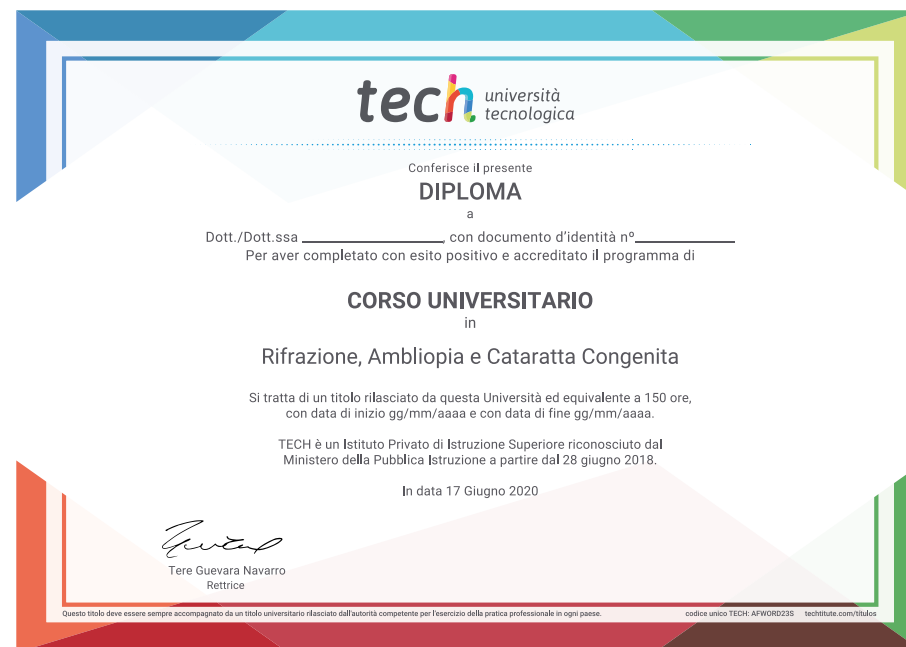 tech università
tecnologica
Conferisce il presente
DIPLOMA
a
Dott./Dott.ssa ____________, con documento d'identità nº____________
Per aver completato con esito positivo e accreditato il programma di
CORSO UNIVERSITARIO
in
Rifrazione, Ambliopia e Cataratta Congenita
Si tratta di un titolo rilasciato da questa Università ed equivalente a 150 ore,
con data di inizio gg/mm/aaaa e con data di fine gg/mm/aaaa.
TECH è un Istituto Privato di Istruzione Superiore riconosciuto dal
Ministero della Pubblica Istruzione a partire dal 28 giugno 2018.
In data 17 Giugno 2020
Tere Guevara Navarro
Rettrice
Questo titolo deve essere sempre accompagnato da un titolo universitario rilasciato dall'autorità competente per l'esercizio della pratica professionale in ogni paese. codice unico TECH: AFWORD23S techtitute.com/titulos